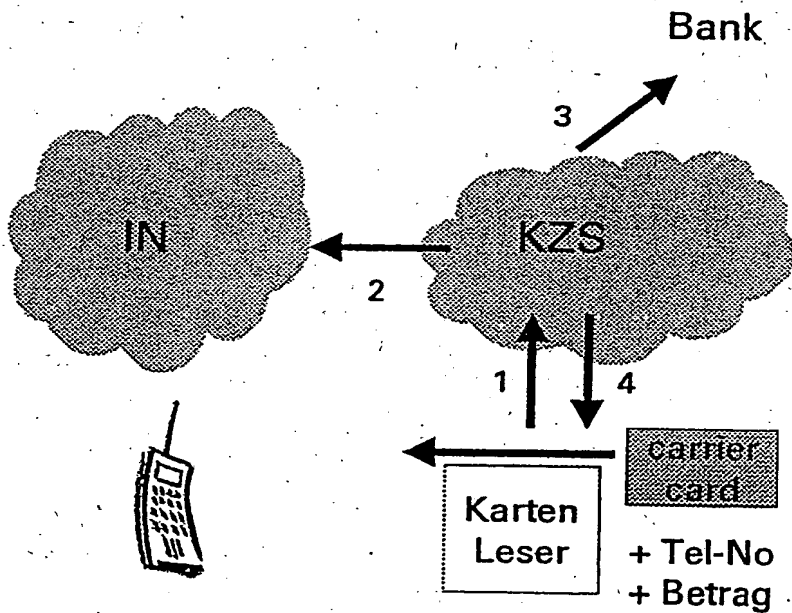 Bank
3
IN
KZS
2
1
4
carrier
card
Karten
Leser
+ Tel-No
+ Betrag